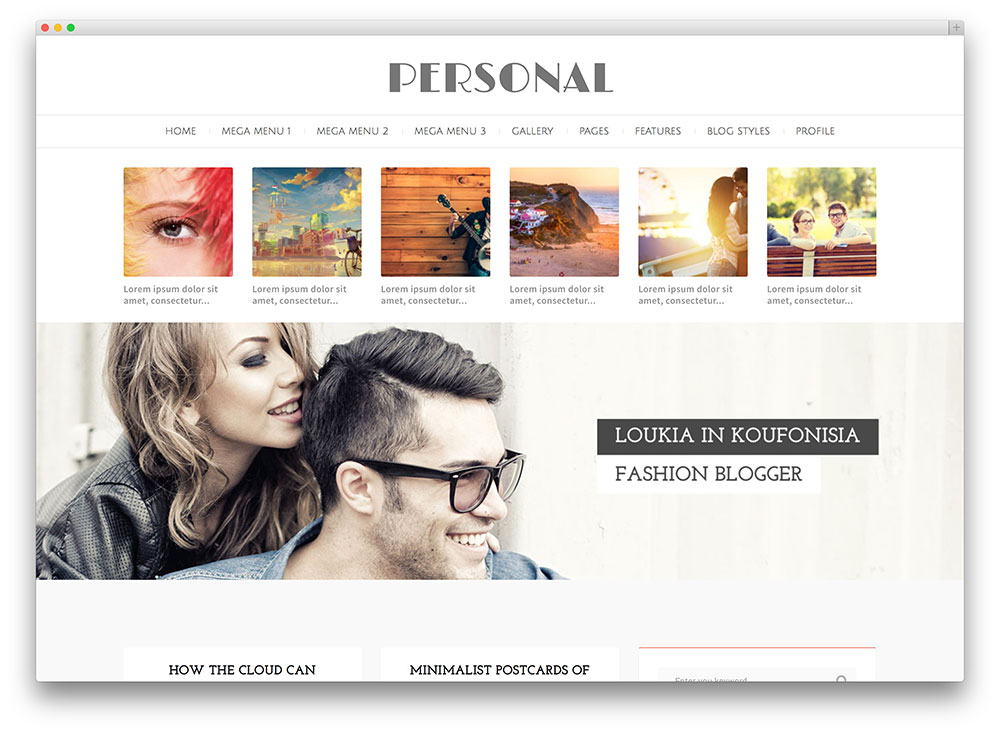 PERSONAL
HOME MEGA MENU 1 MEGA MENU 2 MEGA MENU 3 GALLERY PAGES FEATURES BLOG STYLES PROFILE
Lorem ipsum dolor sit
amet, consectetur...
Lorem ipsum dolor sit
amet, consectetur...
Lorem ipsum dolor sit
amet, consectetur...
Lorem ipsum dolor sit
amet, consectetur...
Lorem ipsum dolor sit
amet, consectetur...
Lorem ipsum dolor sit
amet, consectetur...
LOUKIA IN KOUFONISIA
FASHION BLOGGER
HOW THE CLOUD CAN
MINIMALIST POSTCARDS OF
Enter you keyword